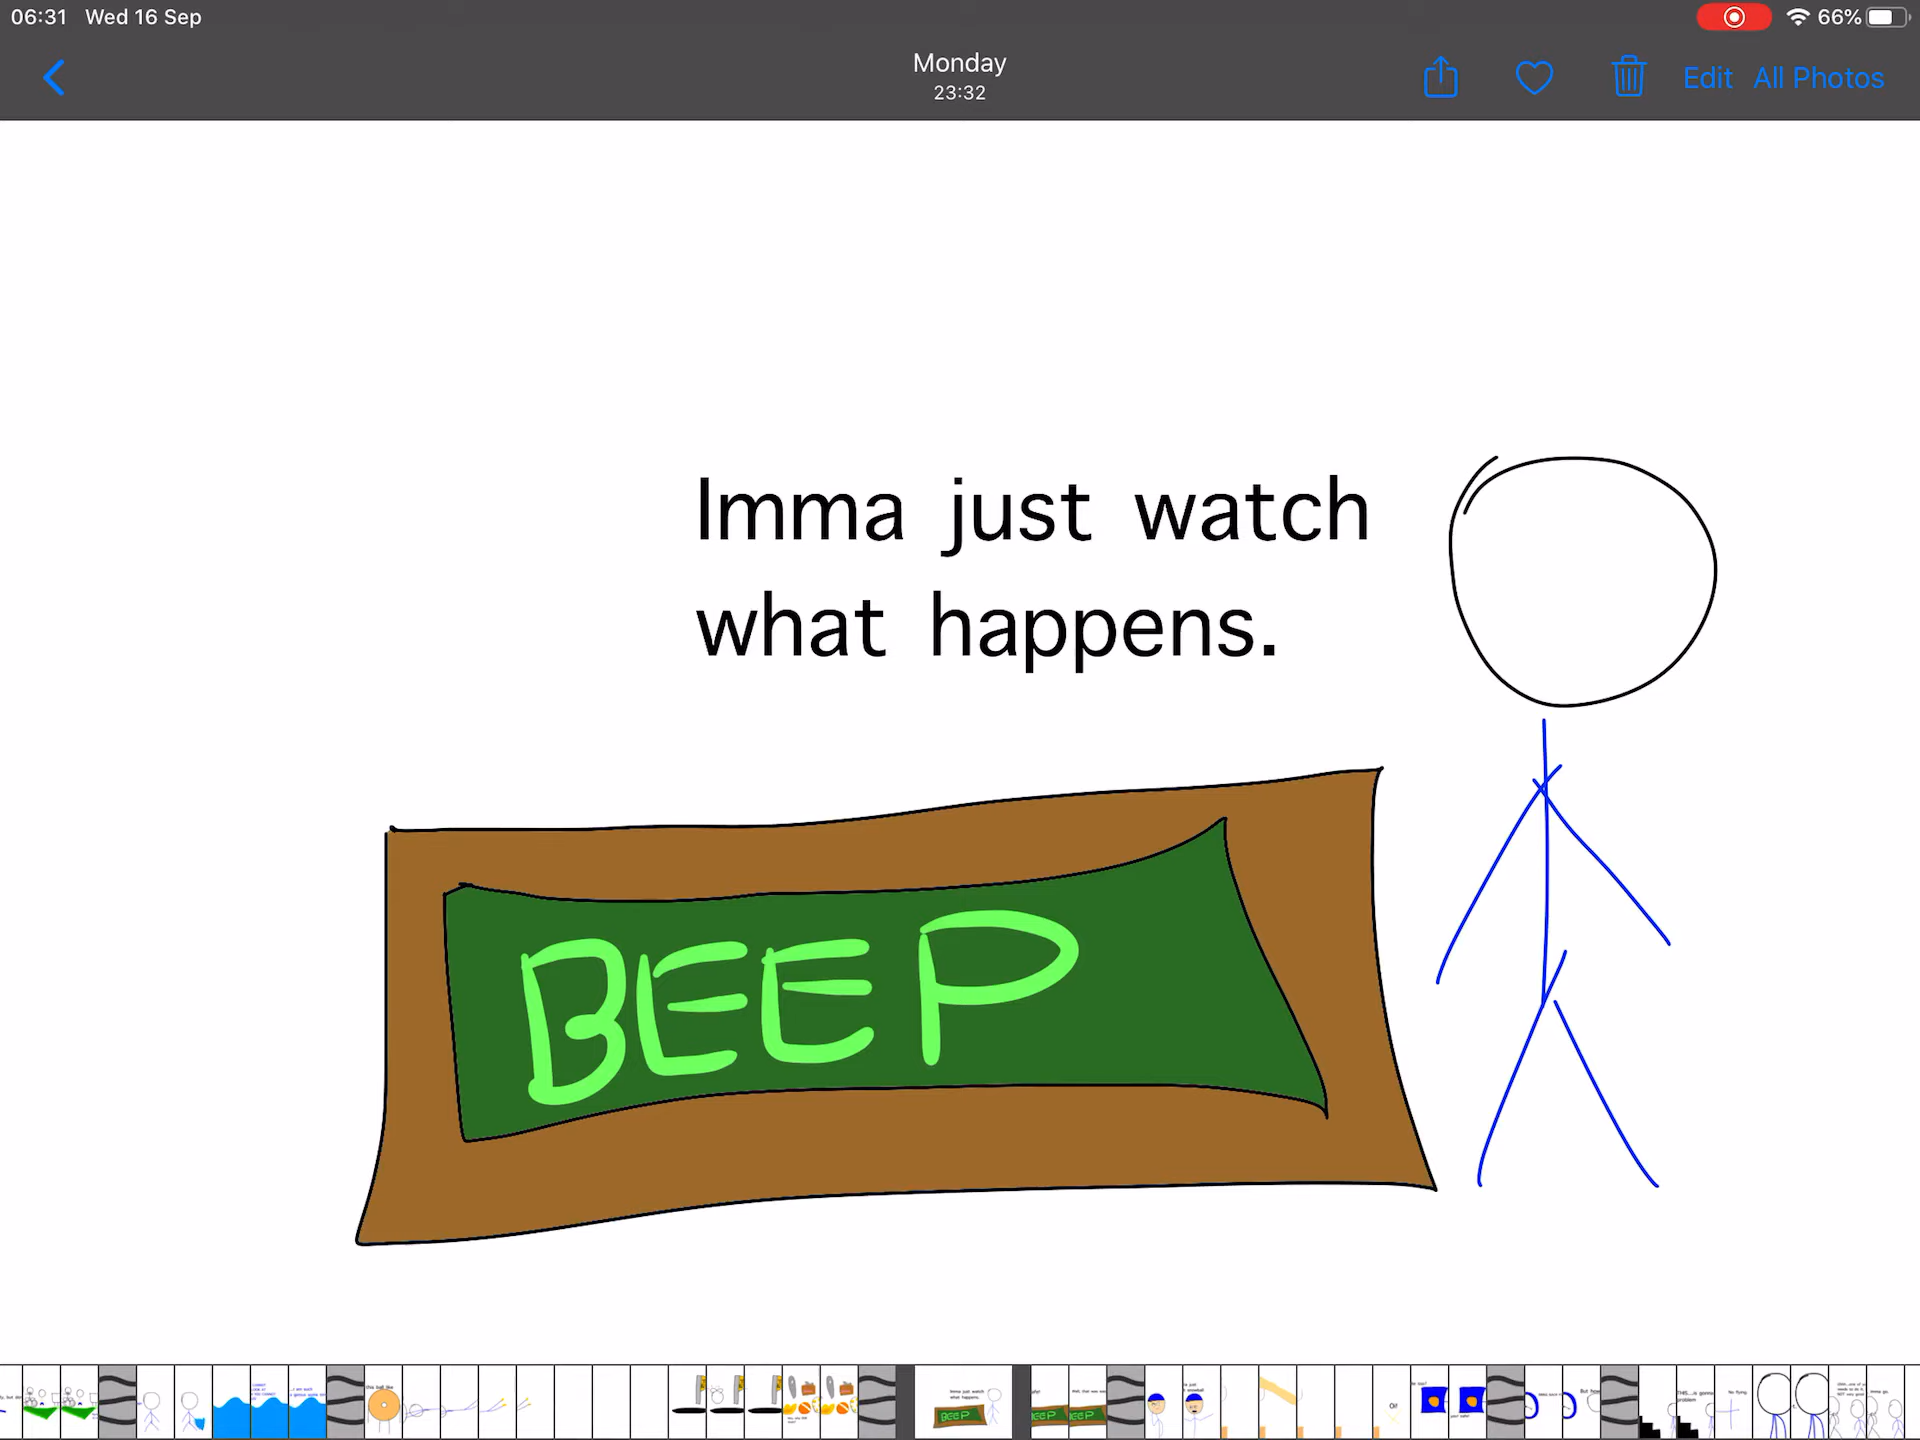 06:31 Wed 16 Sep
66%
Monday
23:32
Edit All Photos
Imma just watch
what happens.
BEEP